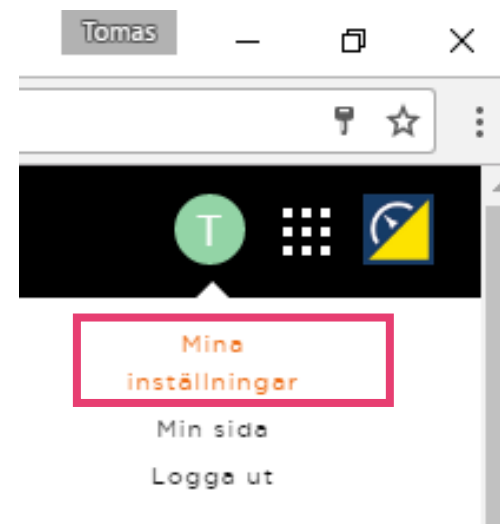 Tomas
T
Mina
inställningar
Min sida
Logga ut